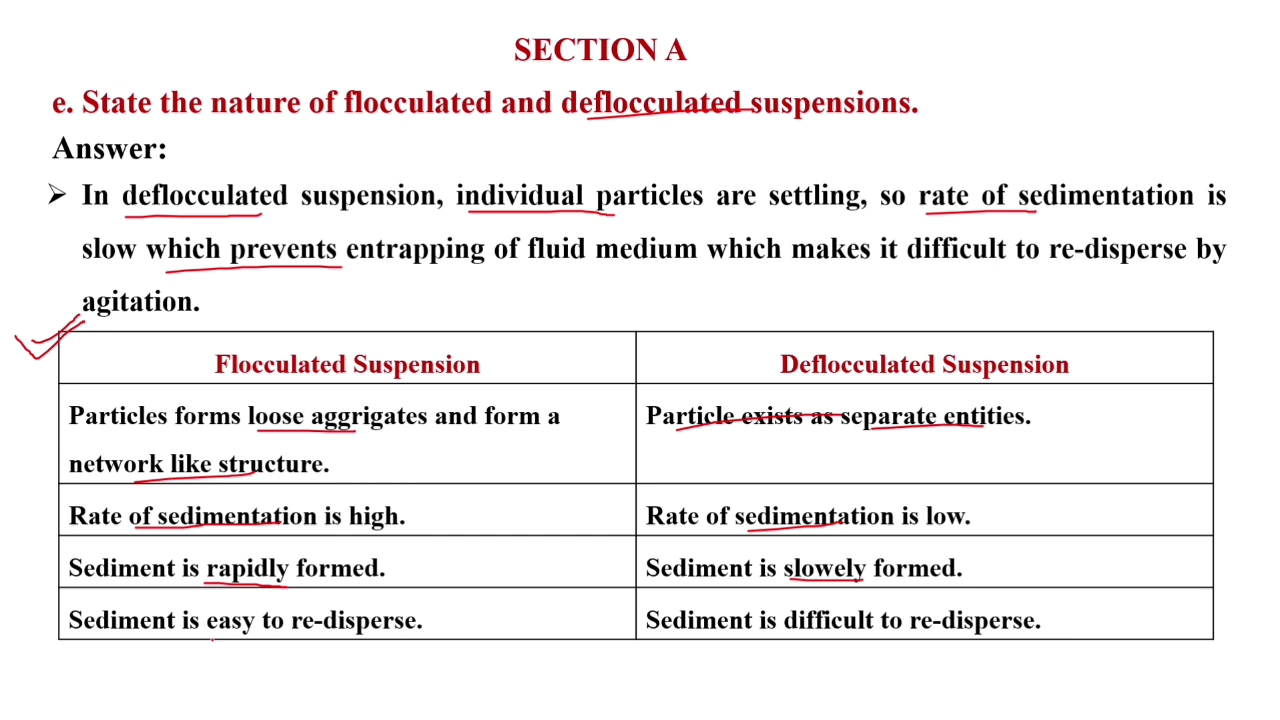 SECTION A
e. State the nature of flocculated and deflocculated suspensions.
Answer:
➢ In deflocculated suspension, individual particles are settling, so rate of sedimentation is
slow which prevents entrapping of fluid medium which makes it difficult to re-disperse by
agitation.
Flocculated Suspension
Deflocculated Suspension
Particles forms loose aggrigates and form a
network like structure.
Particle exists as separate entities.
Rate of sedimentation is high.
Rate of sedimentation is low.
Sediment is rapidly formed.
Sediment is slowely formed.
Sediment is easy to re-disperse.
Sediment is difficult to re-disperse.